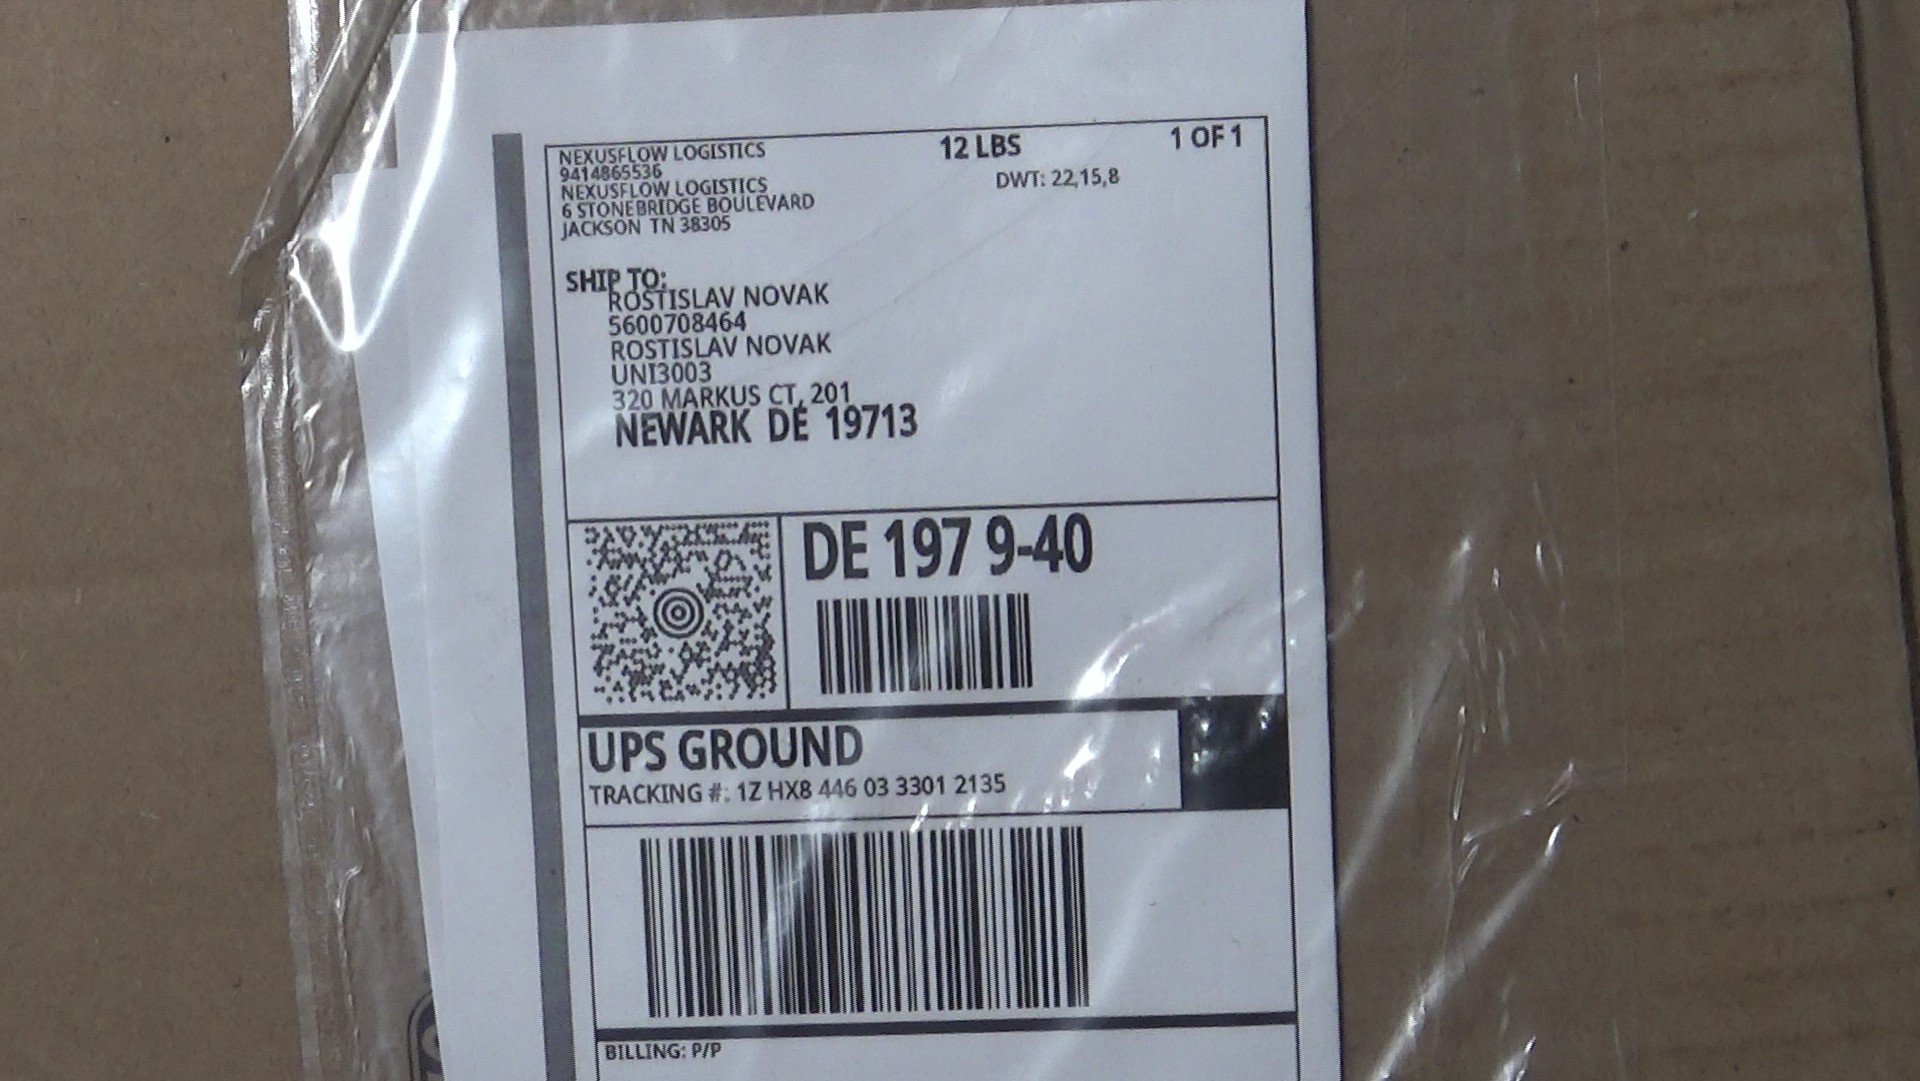 NEXUSFLOW LOGISTICS
9414865536
NEXUSFLOW LOGISTICS
6 STONEBRIDGE BOULEVARD
JACKSON TN 38305
12 LBS
1 OF 1
DWT: 22,15,8
SHIP TO:
ROSTISLAV NOVAK
5600708464
ROSTISLAV NOVAK
UNI3003
320 MARKUS CT, 201
NEWARK DE 19713
DE 197 9-40
UPS GROUND
TRACKING #: 1Z HX8 446 03 3301 2135
BILLING: P/P